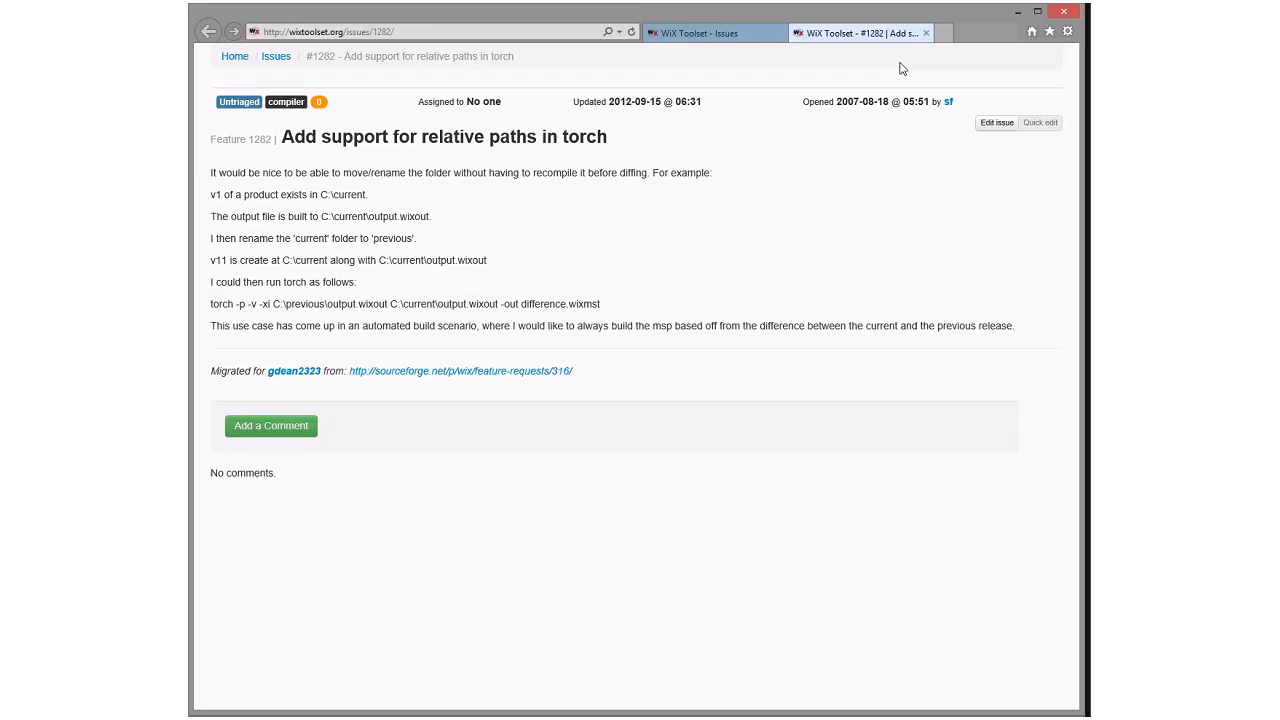 http://wixtoolset.org/issues/1282/
WiX Toolset - Issues
WiX Toolset - #1282 | Add s...
Home / Issues / #1282 - Add support for relative paths in torch
Untriaged compiler 0 Assigned to No one Updated 2012-09-15 @ 06:31 Opened 2007-08-18 @ 05:51 by sf
Edit issue Quick edit
Feature 1282 | Add support for relative paths in torch
It would be nice to be able to move/rename the folder without having to recompile it before diffing. For example:
v1 of a product exists in C:\current.
The output file is built to C:\current\output.wixout.
I then rename the 'current' folder to 'previous'.
v11 is create at C:\current along with C:\current\output.wixout
I could then run torch as follows:
torch -p -v -xi C:\previous\output.wixout C:\current\output.wixout -out difference.wixmst
This use case has come up in an automated build scenario, where I would like to always build the msp based off from the difference between the current and the previous release.
Migrated for gdean2323 from: http://sourceforge.net/p/wix/feature-requests/316/
Add a Comment
No comments.